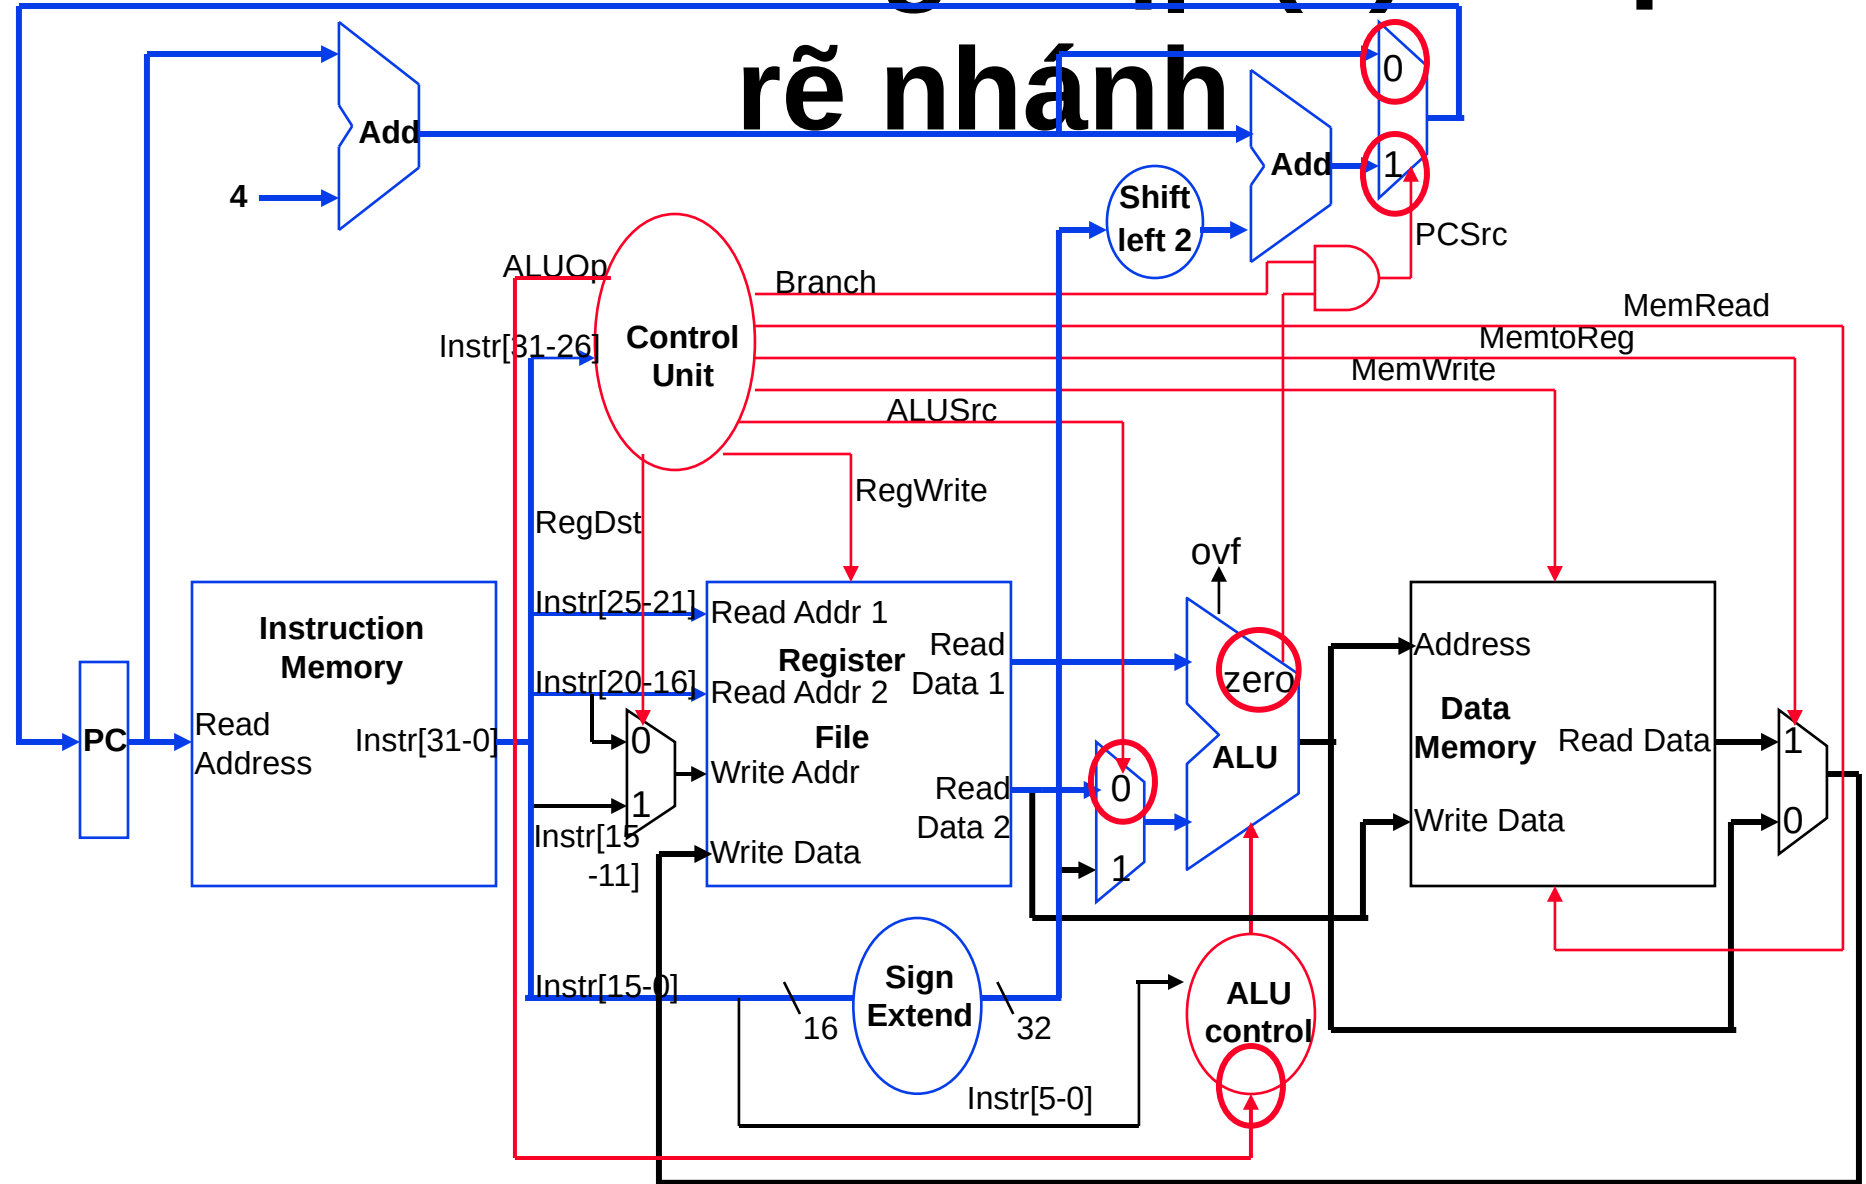 rẽ nhánh
0
Add
Add
1
4
Shift
left 2
PCSrc
ALUOp
Branch
MemRead
Instr[31-26]
Control
Unit
MemtoReg
MemWrite
ALUSrc
RegWrite
RegDst
ovf
Instr[25-21]
Read Addr 1
Instruction
Memory
Read
Data 1
Register
Address
Instr[20-16]
Read Addr 2
zero
Data
Memory
PC
Read
Address
Instr[31-0]
0
File
ALU
Read Data
1
Write Addr
Read
Data 2
0
1
Instr[15
-11]
Write Data
1
Write Data
0
Sign
Extend
Instr[15-0]
16
32
ALU
control
Instr[5-0]